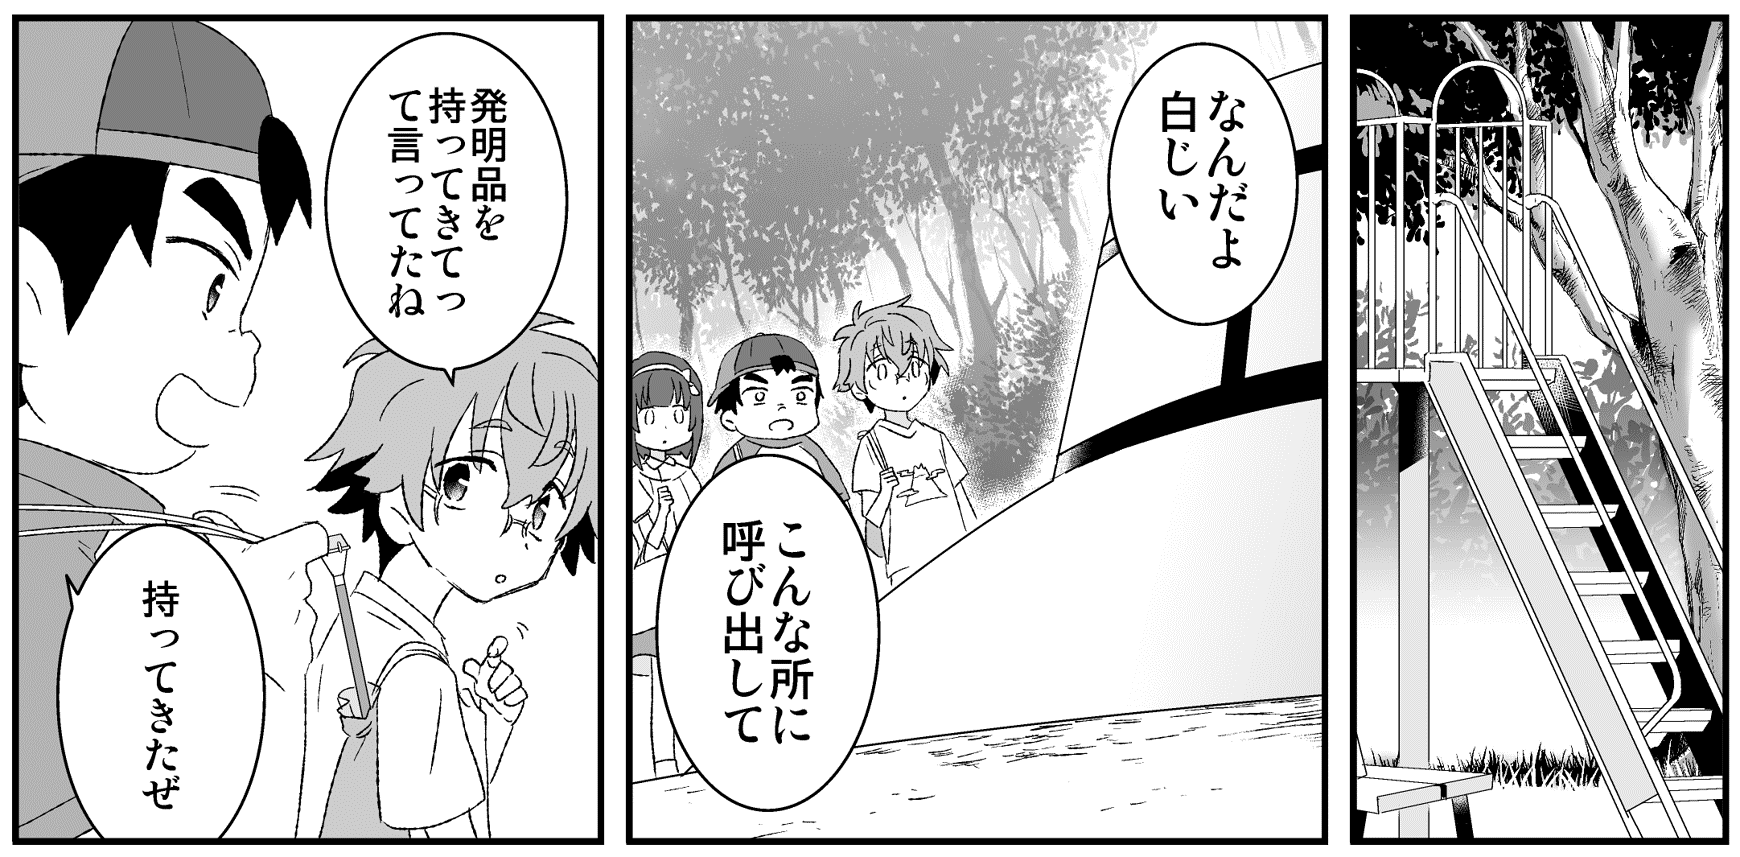 なんだよ
白じい
こんな所に
呼び出して
発明品を
持ってきてっ
て言ってたね
持ってきたぜ